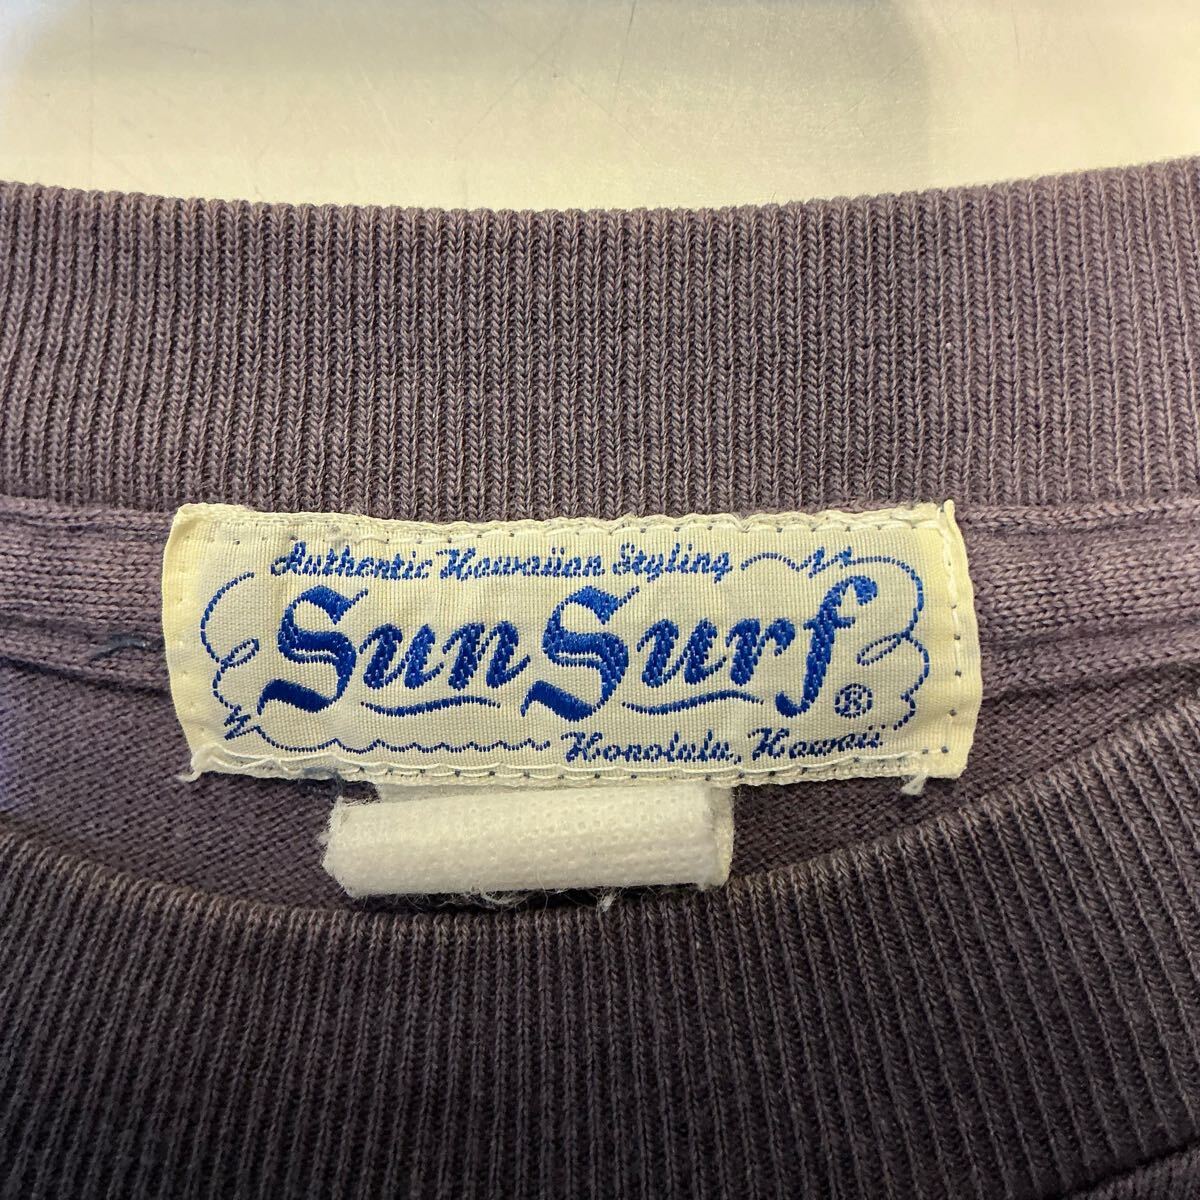 Authentic Hawaiian Styling
Sun Surf ®
Honolulu, Hawaii